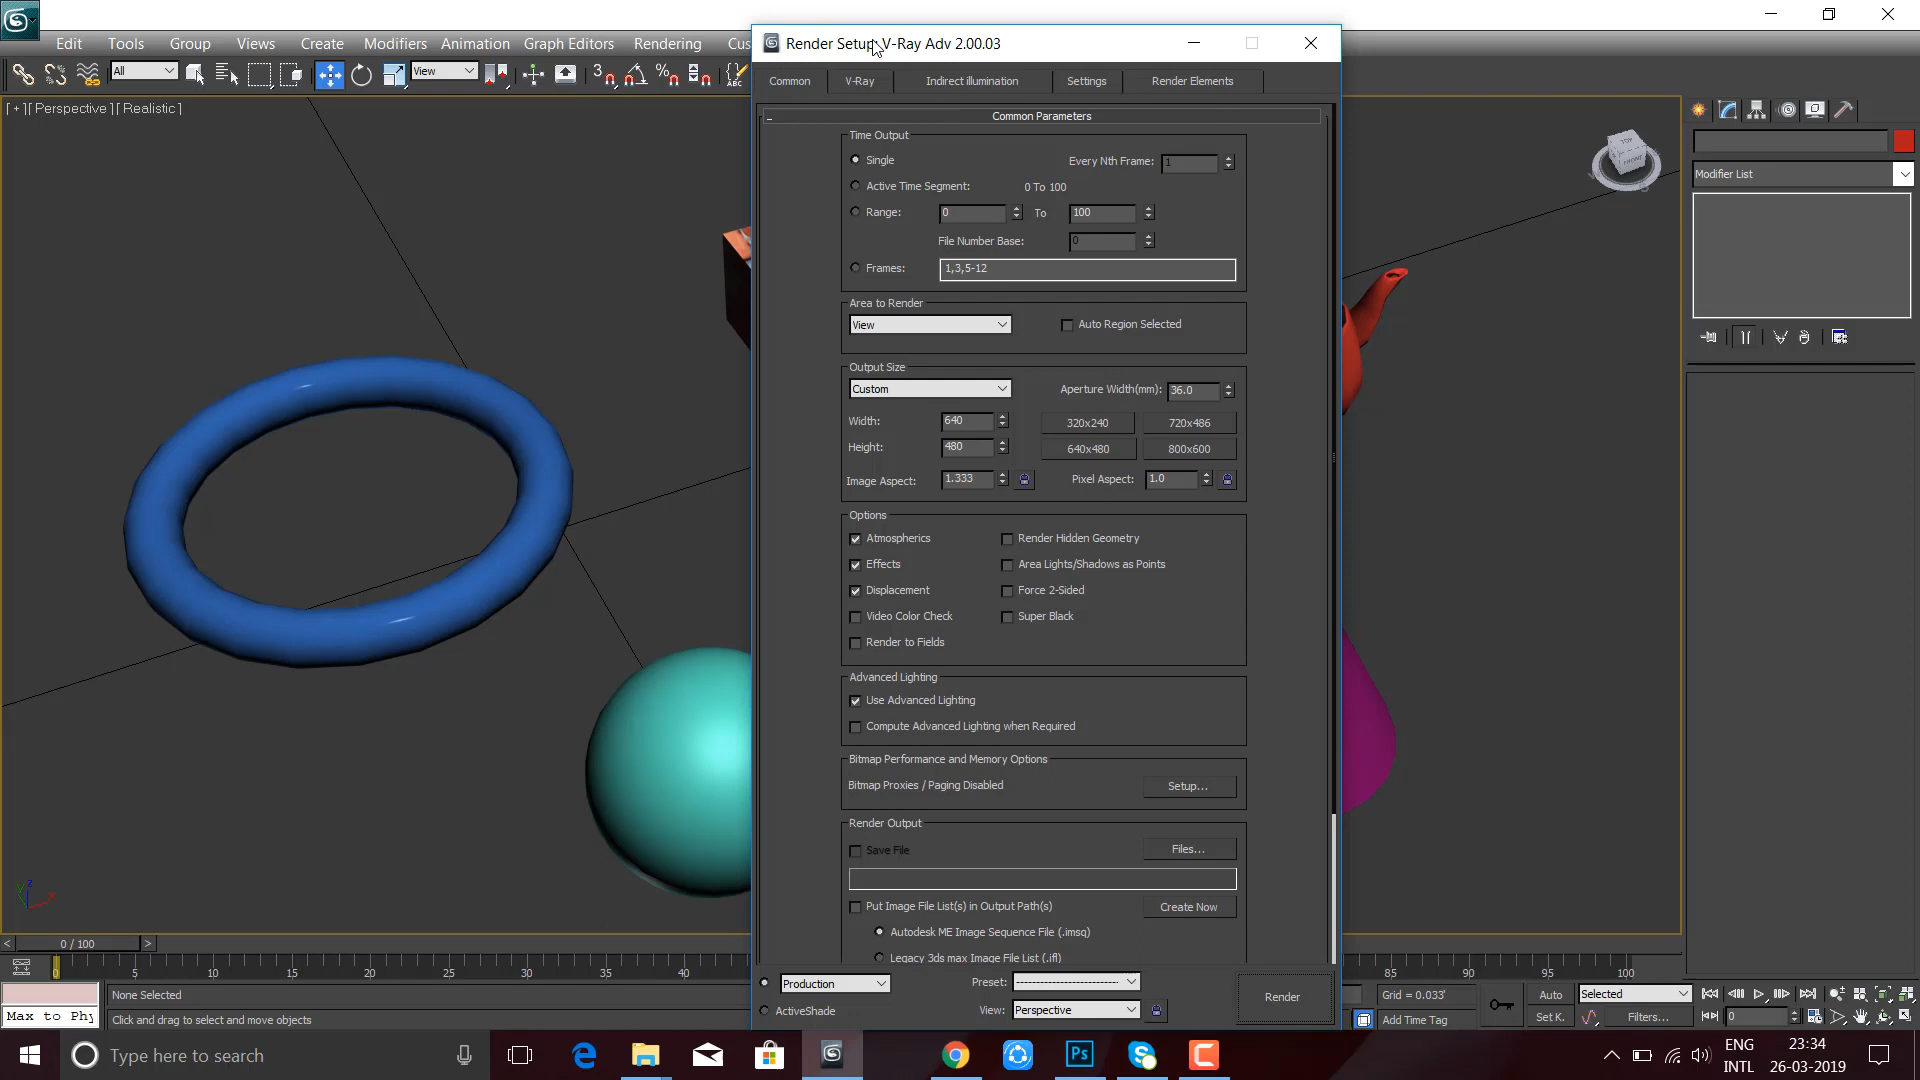 Render Setup: V-Ray Adv 2.00.03
Edit Tools Group Views Create Modifiers Animation Graph Editors Rendering Cus
All View 3 ABC
Common V-Ray Indirect illumination Settings Render Elements
[ + ] [ Perspective ] [ Realistic ]
Common Parameters
Time Output
Single Every Nth Frame: 1
Active Time Segment: 0 To 100
Range: 0 To 100
File Number Base: 0
Frames: 1,3,5-12
Area to Render
View Auto Region Selected
Output Size
Custom Aperture Width(mm): 36.0
Width: 640 320x240 720x486
Height: 480 640x480 800x600
Image Aspect: 1.333 Pixel Aspect: 1.0
Options
Atmospherics Render Hidden Geometry
Effects Area Lights/Shadows as Points
Displacement Force 2-Sided
Video Color Check Super Black
Render to Fields
Advanced Lighting
Use Advanced Lighting
Compute Advanced Lighting when Required
Bitmap Performance and Memory Options
Bitmap Proxies / Paging Disabled Setup...
Render Output
Save File Files...
Put Image File List(s) in Output Path(s) Create Now
Autodesk ME Image Sequence File (.imsq)
Legacy 3ds max Image File List (.ifl)
Production Preset: Render
ActiveShade View: Perspective
TOP
FRONT
Modifier List
z
y
x
< 0 / 100 >
0 5 10 15 20 25 30 35 40 85 90 95 100
None Selected Grid = 0.033' Auto Selected
Max to Phy Click and drag to select and move objects Add Time Tag Set K. Filters... 0
Type here to search
Ps
ENG 23:34
INTL 26-03-2019